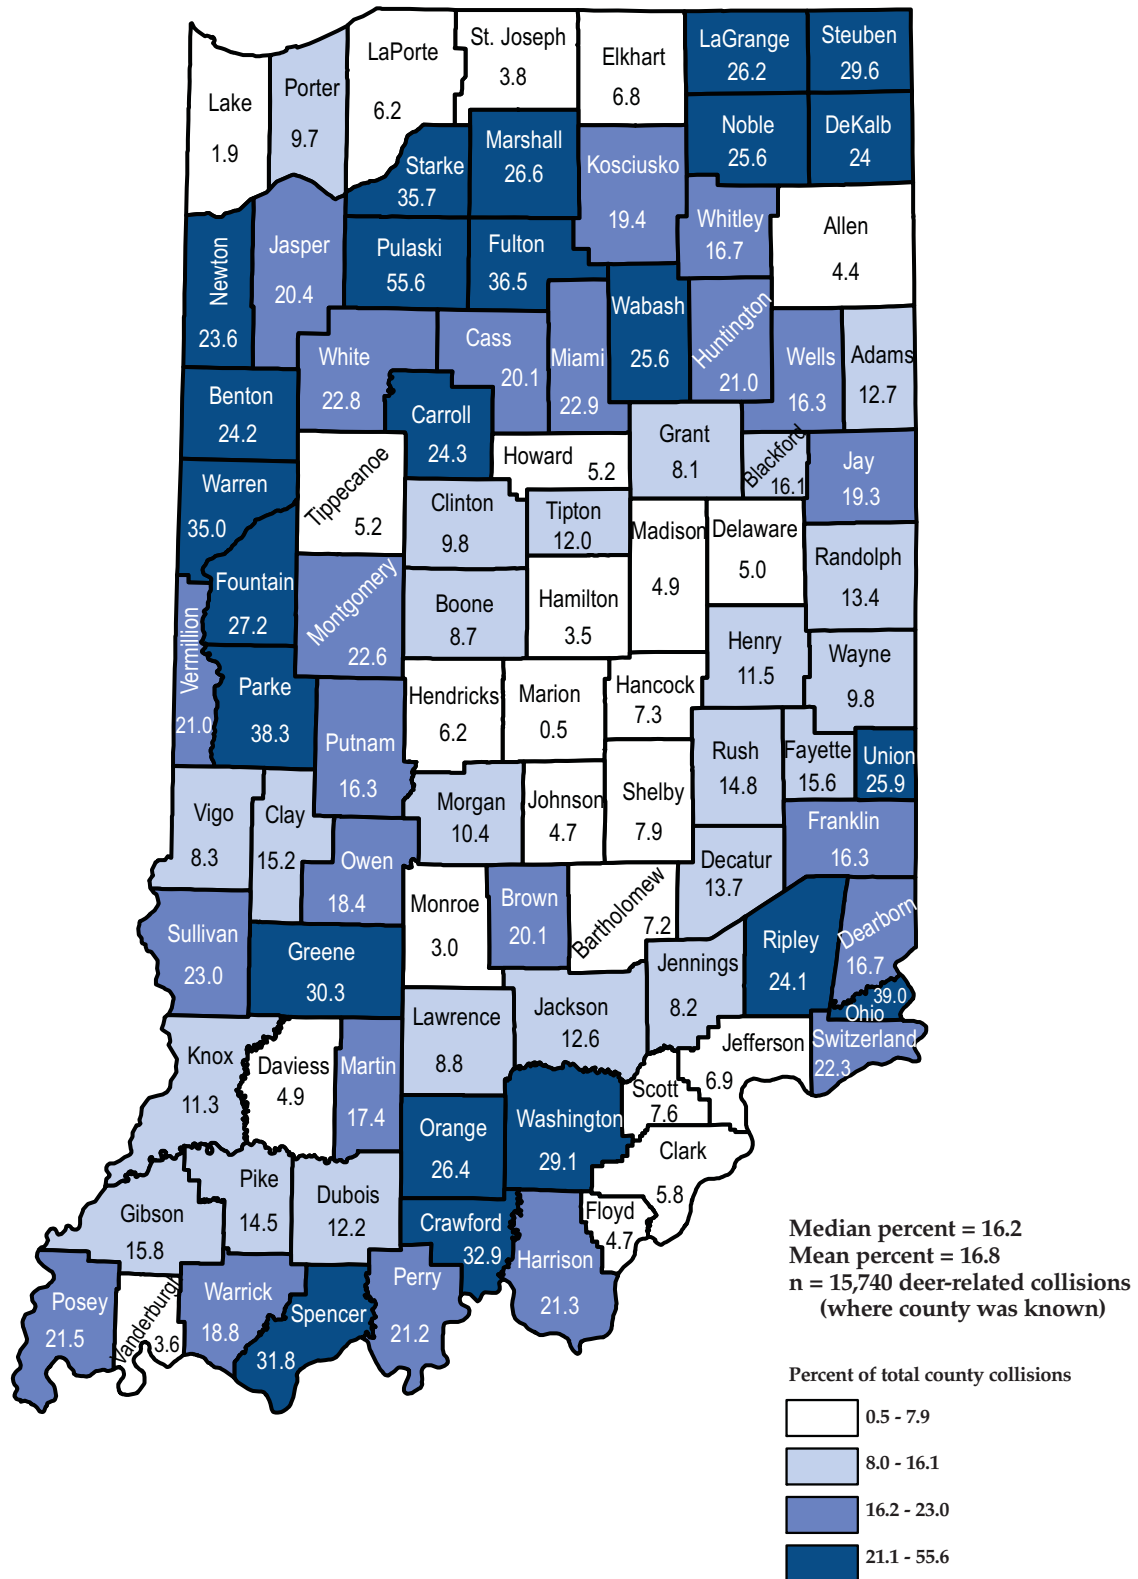 LaPorte
6.2
St. Joseph
3.8
Elkhart
6.8
LaGrange
26.2
Steuben
29.6
Lake
1.9
Porter
9.7
Starke
35.7
Marshall
26.6
Kosciusko
19.4
Noble
25.6
DeKalb
24
Whitley
16.7
Allen
4.4
Newton
23.6
Jasper
20.4
Pulaski
55.6
Fulton
36.5
Wabash
25.6
Huntington
21.0
White
22.8
Cass
20.1
Miami
22.9
Wells
16.3
Adams
12.7
Benton
24.2
Carroll
24.3
Grant
8.1
Blackford
16.1
Jay
19.3
Warren
35.0
Tippecanoe
5.2
Howard
5.2
Clinton
9.8
Tipton
12.0
Madison
4.9
Delaware
5.0
Randolph
13.4
Fountain
27.2
Vermillion
21.0
Montgomery
22.6
Boone
8.7
Hamilton
3.5
Henry
11.5
Wayne
9.8
Parke
38.3
Putnam
16.3
Hendricks
6.2
Marion
0.5
Hancock
7.3
Rush
14.8
Fayette
15.6
Union
25.9
Vigo
8.3
Clay
15.2
Morgan
10.4
Johnson
4.7
Shelby
7.9
Franklin
16.3
Owen
18.4
Decatur
13.7
Sullivan
23.0
Greene
30.3
Monroe
3.0
Brown
20.1
Bartholomew
7.2
Jennings
8.2
Ripley
24.1
Dearborn
16.7
39.0
Ohio
Switzerland
22.3
Knox
11.3
Daviess
4.9
Martin
17.4
Lawrence
8.8
Jackson
12.6
Jefferson
6.9
Scott
7.6
Orange
26.4
Washington
29.1
Clark
5.8
Gibson
15.8
Pike
14.5
Dubois
12.2
Crawford
32.9
Harrison
21.3
Floyd
4.7
Posey
21.5
Vanderburgh
3.6
Warrick
18.8
Spencer
31.8
Perry
21.2
Median percent = 16.2
Mean percent = 16.8
n = 15,740 deer-related collisions
(where county was known)
Percent of total county collisions
0.5 - 7.9
8.0 - 16.1
16.2 - 23.0
21.1 - 55.6